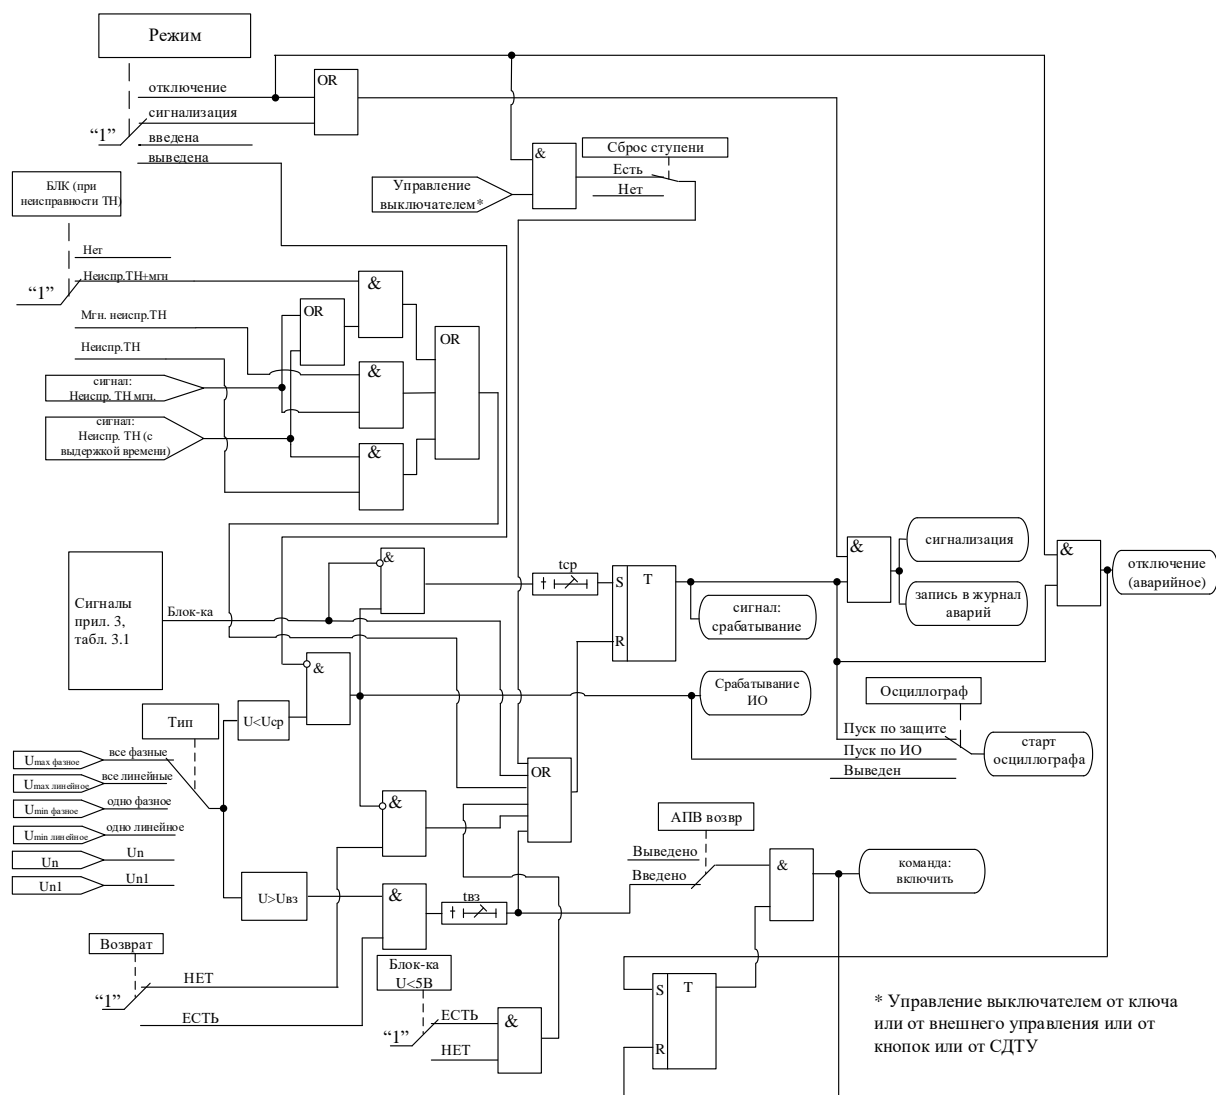 Режим
отключение
сигнализация
“1”
введена
выведена
OR
&
Сброс ступени
Есть
Нет
Управление
выключателем*
БЛК (при
неисправности ТН)
Нет
“1”
Неиспр.ТН+мгн
Мгн. неиспр.ТН
Неиспр.ТН
сигнал:
Неиспр. ТН мгн.
сигнал:
Неиспр. ТН (с
выдержкой времени)
&
OR
&
&
OR
Сигналы
прил. 3,
табл. 3.1
Блок-ка
&
tср
S
T
R
сигнал:
срабатывание
&
сигнализация
запись в журнал
аварий
&
отключение
(аварийное)
&
Срабатывание
ИО
Осциллограф
Пуск по защите
Пуск по ИО
Выведен
старт
осциллографа
Тип
U<Uср
Umax фазное
все фазные
Umax линейное
все линейные
Umin фазное
одно фазное
Umin линейное
одно линейное
Un
Un
Un1
Un1
OR
&
U>Uвз
&
tвз
АПВ возвр
Выведено
Введено
&
команда:
включить
Возврат
“1”
НЕТ
ЕСТЬ
Блок-ка
U<5В
“1”
ЕСТЬ
НЕТ
&
S
T
R
* Управление выключателем от ключа
или от внешнего управления или от
кнопок или от СДТУ